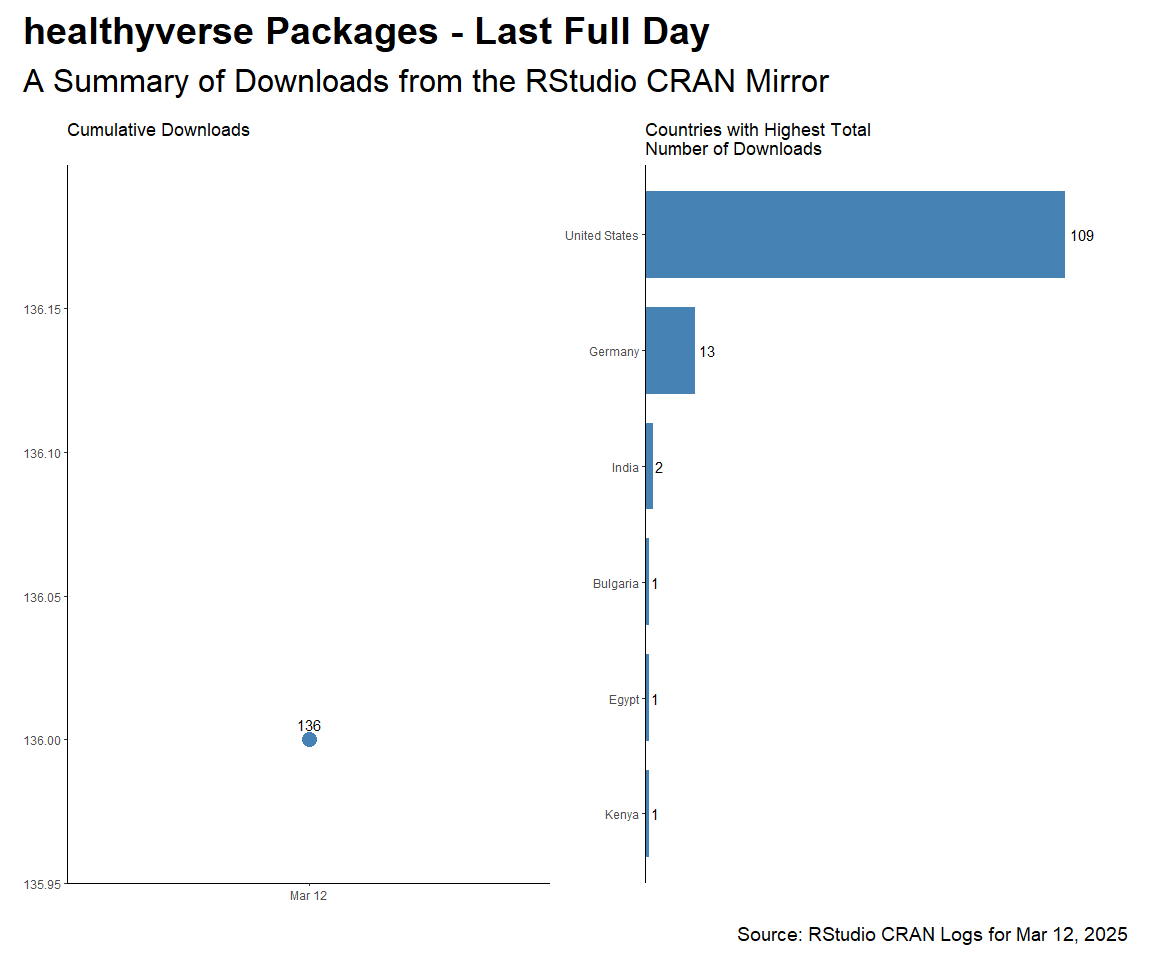 healthyverse Packages - Last Full Day
A Summary of Downloads from the RStudio CRAN Mirror
Cumulative Downloads
136.15
136.10
136.05
136.00
135.95
136
Mar 12
Countries with Highest Total
Number of Downloads
United States 109
Germany 13
India 2
Bulgaria 1
Egypt 1
Kenya 1
Source: RStudio CRAN Logs for Mar 12, 2025